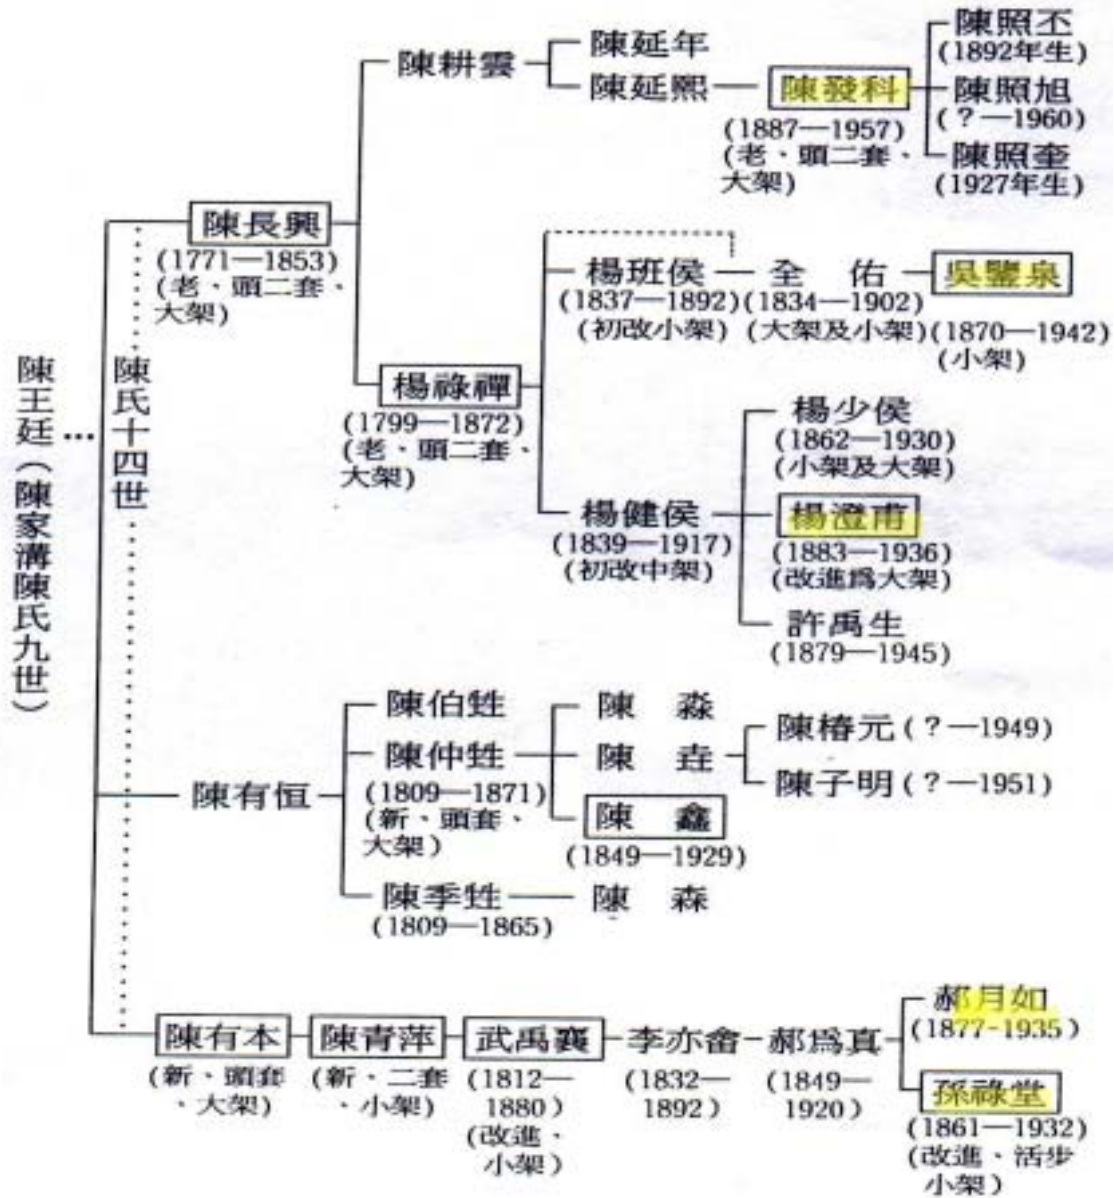 陳王廷（陳家溝陳氏九世）
陳氏十四世
陳長興
(1771—1853)
(老、頭二套、
大架)
陳耕雲
陳延年
陳延熙
陳發科
(1887—1957)
(老、頭二套、
大架)
陳照丕
(1892年生)
陳照旭
(？—1960)
陳照奎
(1927年生)
楊祿禪
(1799—1872)
(老、頭二套、
大架)
楊班侯
(1837—1892)
(初改小架)
全 佑
(1834—1902)
(大架及小架)
吳鑒泉
(1870—1942)
(小架)
楊健侯
(1839—1917)
(初改中架)
楊少侯
(1862—1930)
(小架及大架)
楊澄甫
(1883—1936)
(改進爲大架)
許禹生
(1879—1945)
陳有恒
陳伯甡
陳仲甡
(1809—1871)
(新、頭套、
大架)
陳 淼
陳 垚
陳椿元(？—1949)
陳子明(？—1951)
陳 鑫
(1849—1929)
陳季甡
(1809—1865)
陳 森
陳有本
(新、頭套
、大架)
陳青萍
(新、二套
、小架)
武禹襄
(1812—
1880)
(改進、
小架)
李亦畬
(1832—
1892)
郝爲真
(1849—
1920)
郝月如
(1877-1935)
孫祿堂
(1861—1932)
(改進、活步
小架)